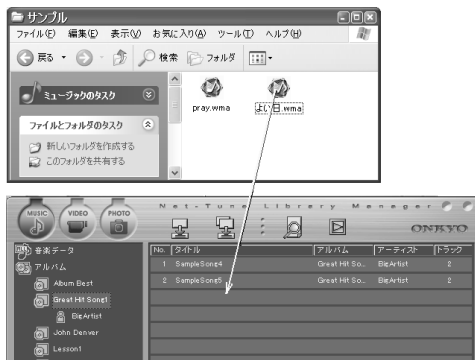 サンプル
ファイル(F) 編集(E) 表示(V) お気に入り(A) ツール(T) ヘルプ(H)
戻る 検索 フォルダ
ミュージックのタスク
ファイルとフォルダのタスク
新しいフォルダを作成する
このフォルダを共有する
pray.wma
よい日.wma
Net-Tune Library Manager
MUSIC VIDEO PHOTO
ONKYO
音楽データ
アルバム
Album Best
Great Hit Song1
BigArtist
John Denver
Lesson1
No. タイトル アルバム アーティスト トラック
1 SampleSong4 Great Hit So... BigArtist 2
2 SampleSong5 Great Hit So... BigArtist 2